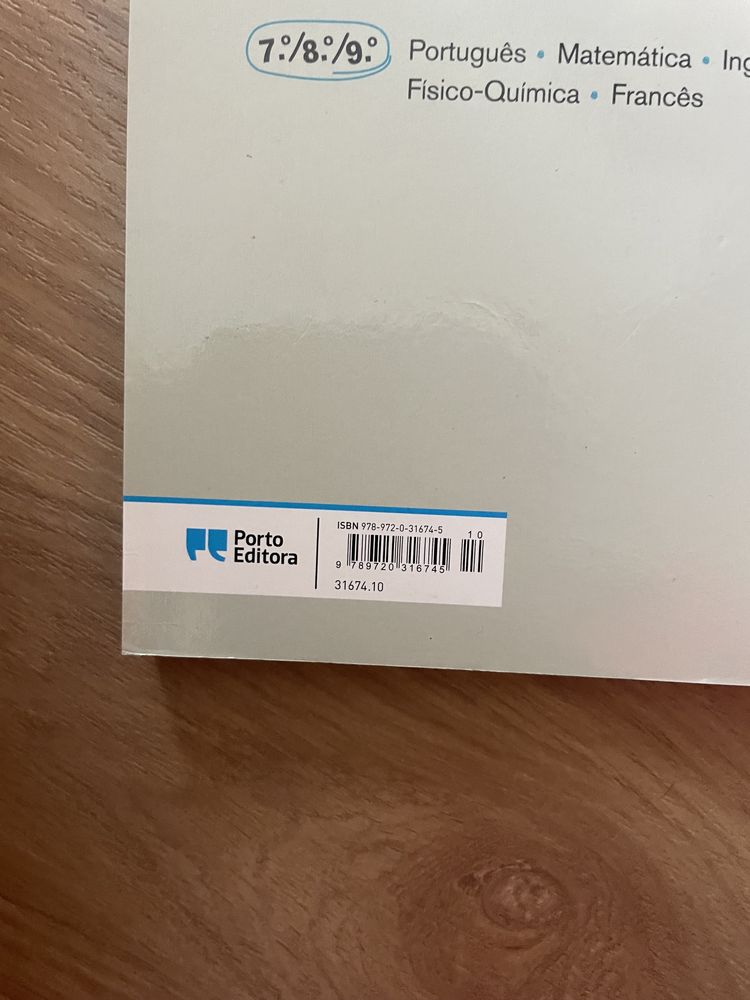 7.º/8.º/9.º Português • Matemática • Ing
Físico-Química • Francês
Porto
Editora
ISBN 978-972-0-31674-5
10
9 789720 316745
31674.10